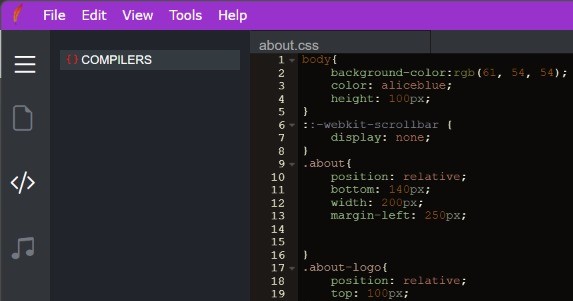 File Edit View Tools Help
{} COMPILERS
about.css
1 body{
2 background-color:rgb(61, 54, 54);
3 color: aliceblue;
4 height: 100px;
5 }
6 ::-webkit-scrollbar {
7 display: none;
8 }
9 .about{
10 position: relative;
11 bottom: 140px;
12 width: 200px;
13 margin-left: 250px;
14
15
16 }
17 .about-logo{
18 position: relative;
19 top: 100px;